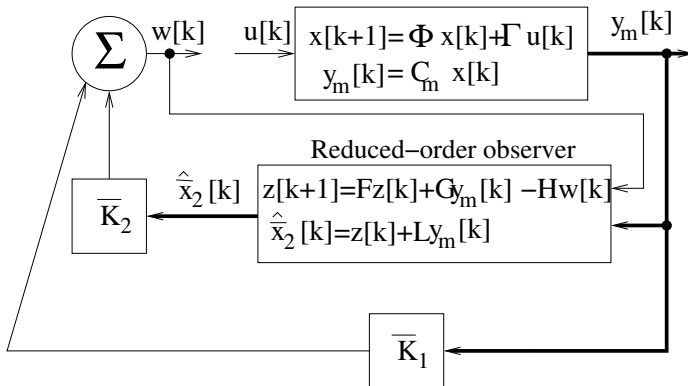 w[k]
u[k]
y_m[k]
Σ
x[k+1]=Φ x[k]+Γ u[k]
y_m[k]=C_m x[k]
Reduced−order observer
z[k+1]=Fz[k]+Gy_m[k] −Hw[k]
x̄̂_2[k]=z[k]+Ly_m[k]
x̄̂_2[k]
K̅_2
K̅_1